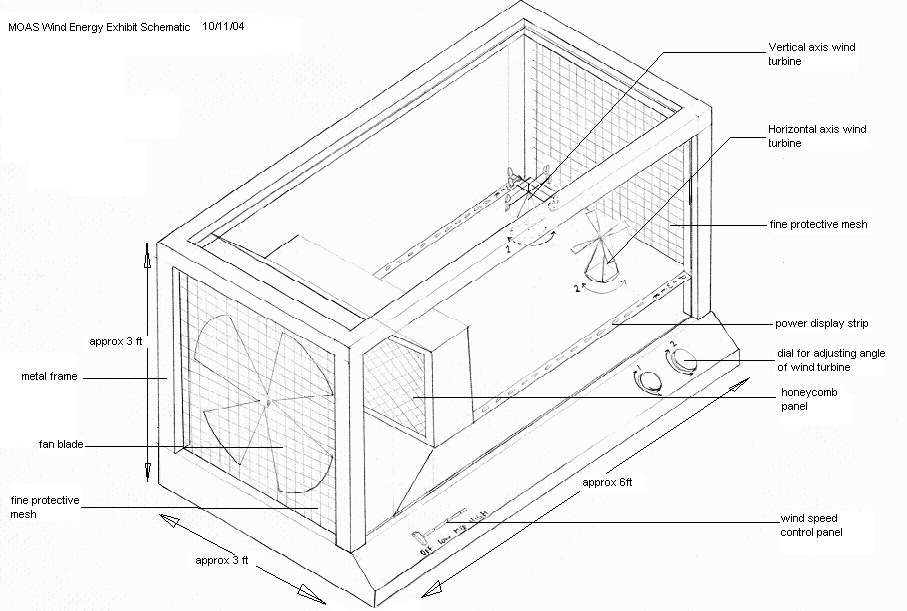 MOAS Wind Energy Exhibit Schematic 10/11/04
Vertical axis wind
turbine
Horizontal axis wind
turbine
fine protective mesh
1
2
power display strip
approx 3 ft
dial for adjusting angle
of wind turbine
1
2
metal frame
honeycomb
panel
fan blade
approx 6ft
fine protective
mesh
OFF LOW MED HIGH
wind speed
control panel
approx 3 ft